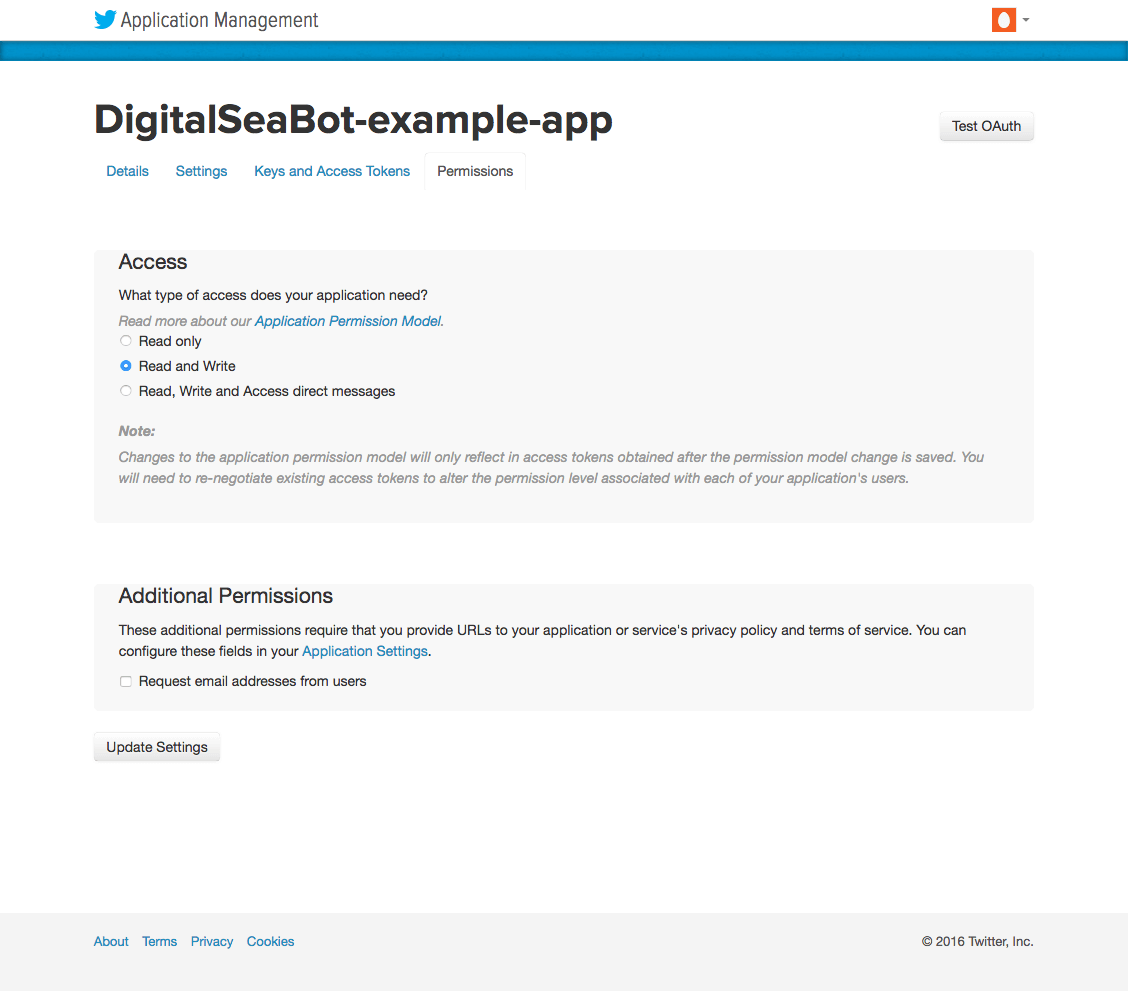 Application Management
DigitalSeaBot-example-app
Test OAuth
Details Settings Keys and Access Tokens Permissions
Access
What type of access does your application need?
Read more about our Application Permission Model.
Read only
Read and Write
Read, Write and Access direct messages
Note:
Changes to the application permission model will only reflect in access tokens obtained after the permission model change is saved. You
will need to re-negotiate existing access tokens to alter the permission level associated with each of your application's users.
Additional Permissions
These additional permissions require that you provide URLs to your application or service's privacy policy and terms of service. You can
configure these fields in your Application Settings.
Request email addresses from users
Update Settings
About Terms Privacy Cookies
© 2016 Twitter, Inc.